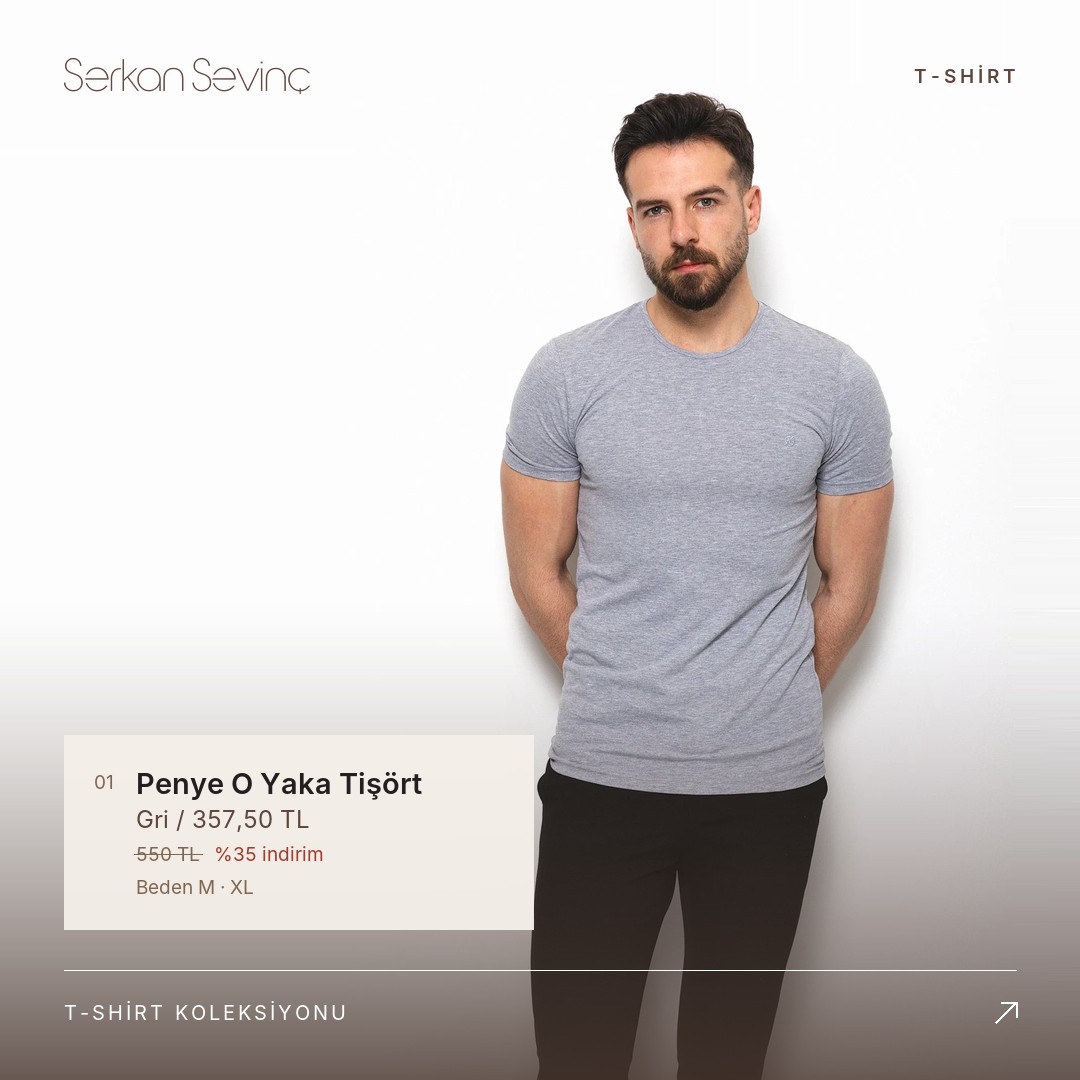 Serkan Sevinç
T-SHİRT
01 Penye O Yaka Tişört
Gri / 357,50 TL
550 TL %35 indirim
Beden M · XL
T-SHİRT KOLEKSİYONU